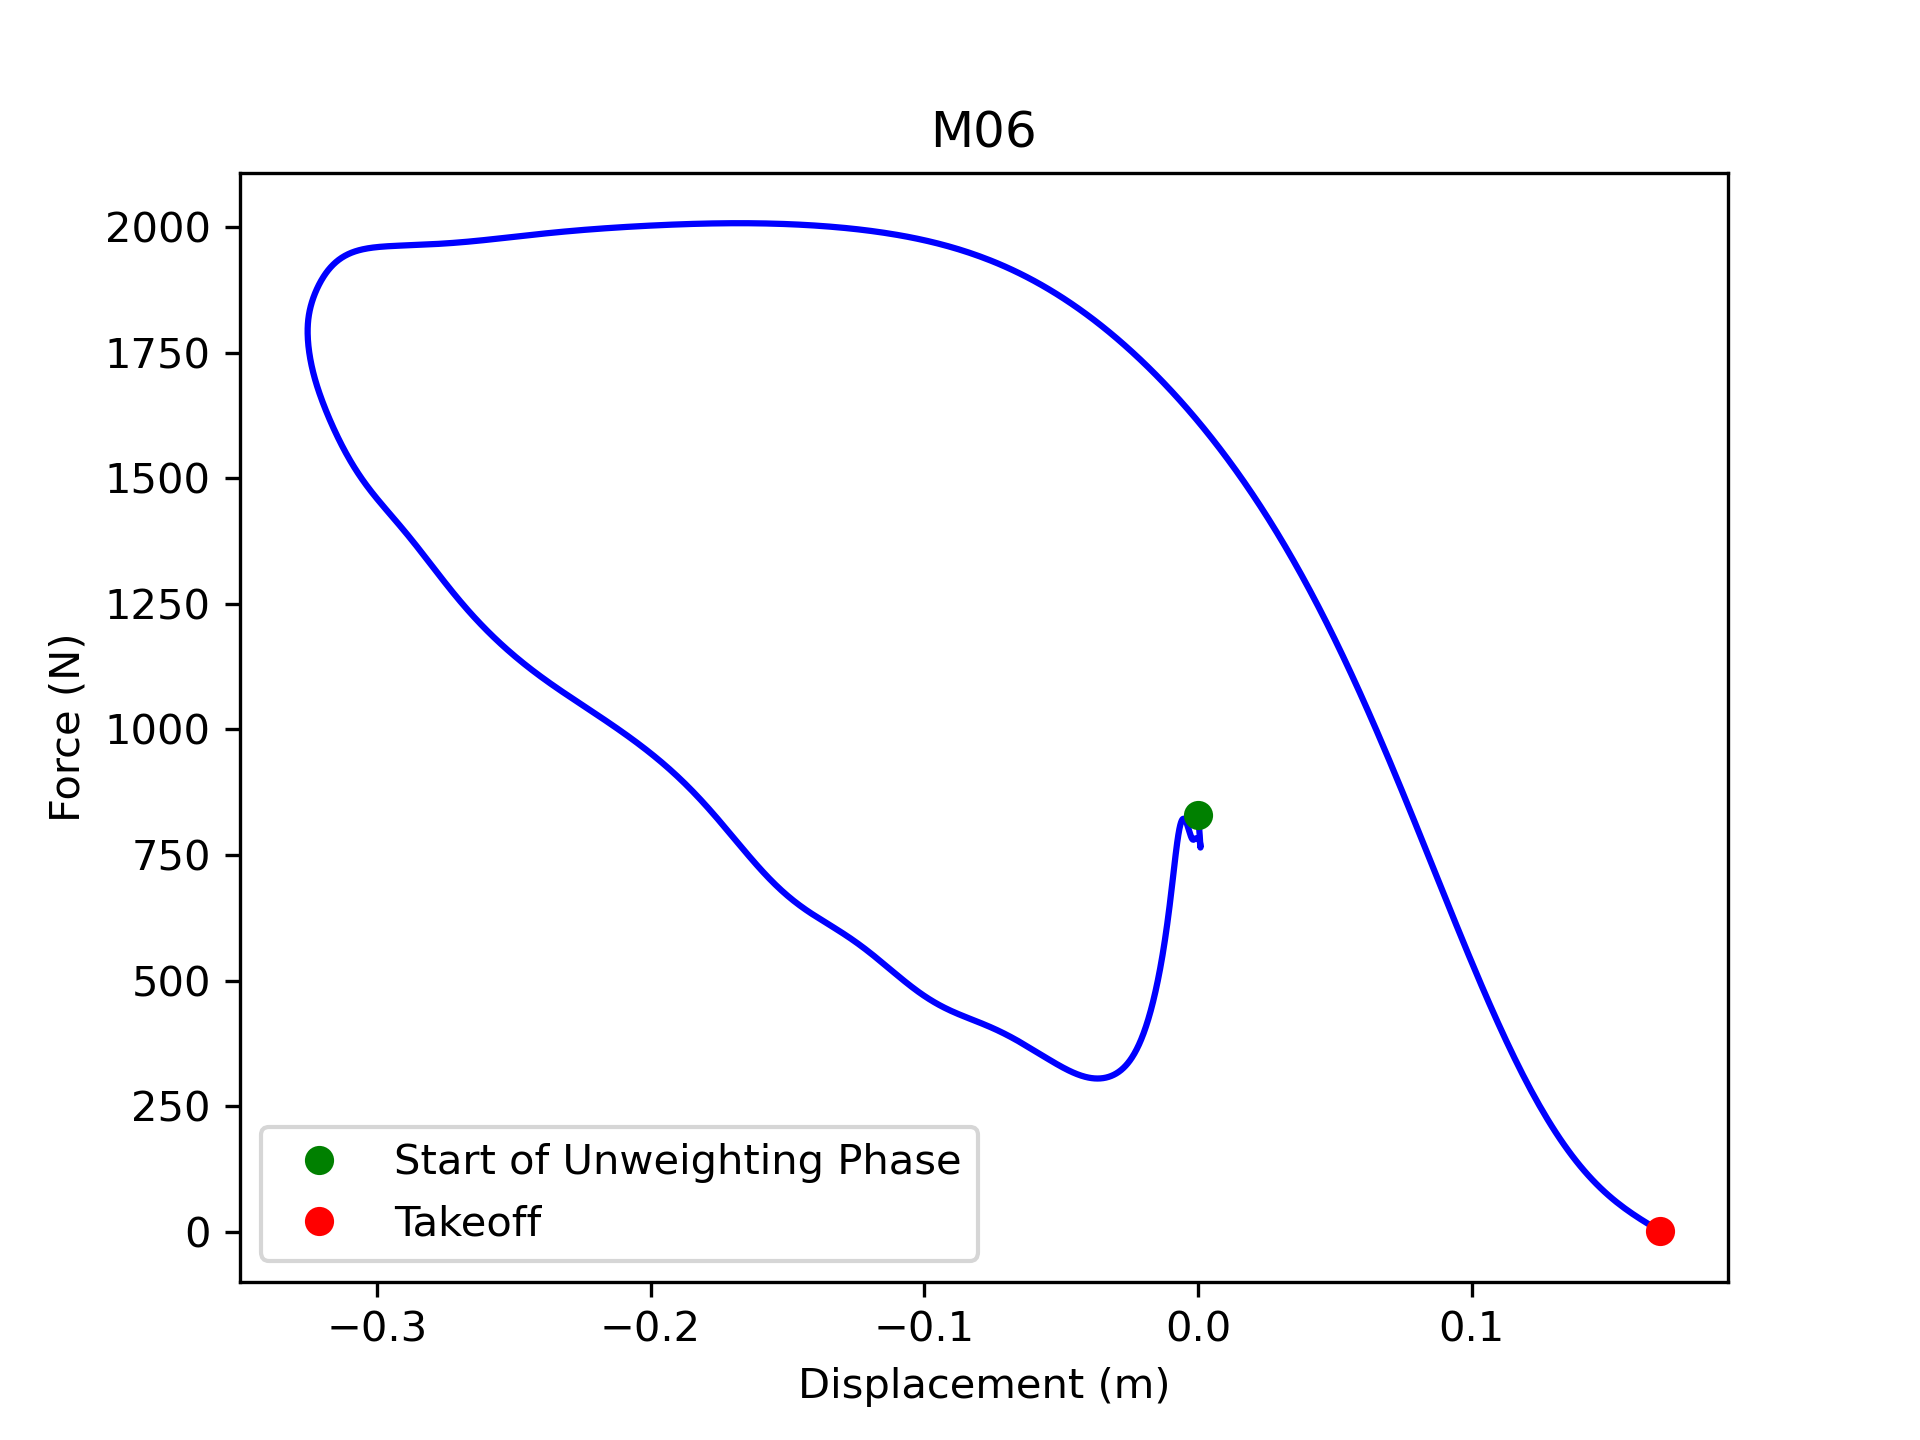 M06
2000
1750
1500
1250
1000
750
500
250
0
Force (N)
Start of Unweighting Phase
Takeoff
−0.3 −0.2 −0.1 0.0 0.1
Displacement (m)